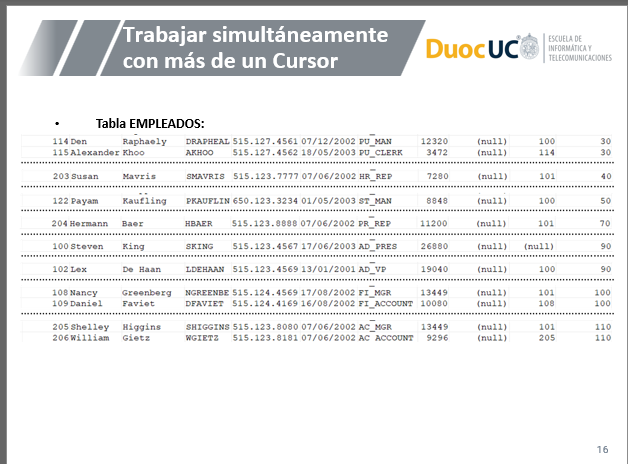 Trabajar simultáneamente
con más de un Cursor
DuocUC
ESCUELA DE
INFORMÁTICA Y
TELECOMUNICACIONES
• Tabla EMPLEADOS:
114 Den Raphaely DRAPHEAL 515.127.4561 07/12/2002 PU_MAN 12320 (null) 100 30
115 Alexander Khoo AKHOO 515.127.4562 18/05/2003 PU_CLERK 3472 (null) 114 30
203 Susan Mavris SMAVRIS 515.123.7777 07/06/2002 HR_REP 7280 (null) 101 40
122 Payam Kaufling PKAUFLIN 650.123.3234 01/05/2003 ST_MAN 8848 (null) 100 50
204 Hermann Baer HBAER 515.123.8888 07/06/2002 PR_REP 11200 (null) 101 70
100 Steven King SKING 515.123.4567 17/06/2003 AD_PRES 26880 (null) (null) 90
102 Lex De Haan LDEHAAN 515.123.4569 13/01/2001 AD_VP 19040 (null) 100 90
108 Nancy Greenberg NGREENBE 515.124.4569 17/08/2002 FI_MGR 13449 (null) 101 100
109 Daniel Faviet DFAVIET 515.124.4169 16/08/2002 FI_ACCOUNT 10080 (null) 108 100
205 Shelley Higgins SHIGGINS 515.123.8080 07/06/2002 AC_MGR 13449 (null) 101 110
206 William Gietz WGIETZ 515.123.8181 07/06/2002 AC ACCOUNT 9296 (null) 205 110
16